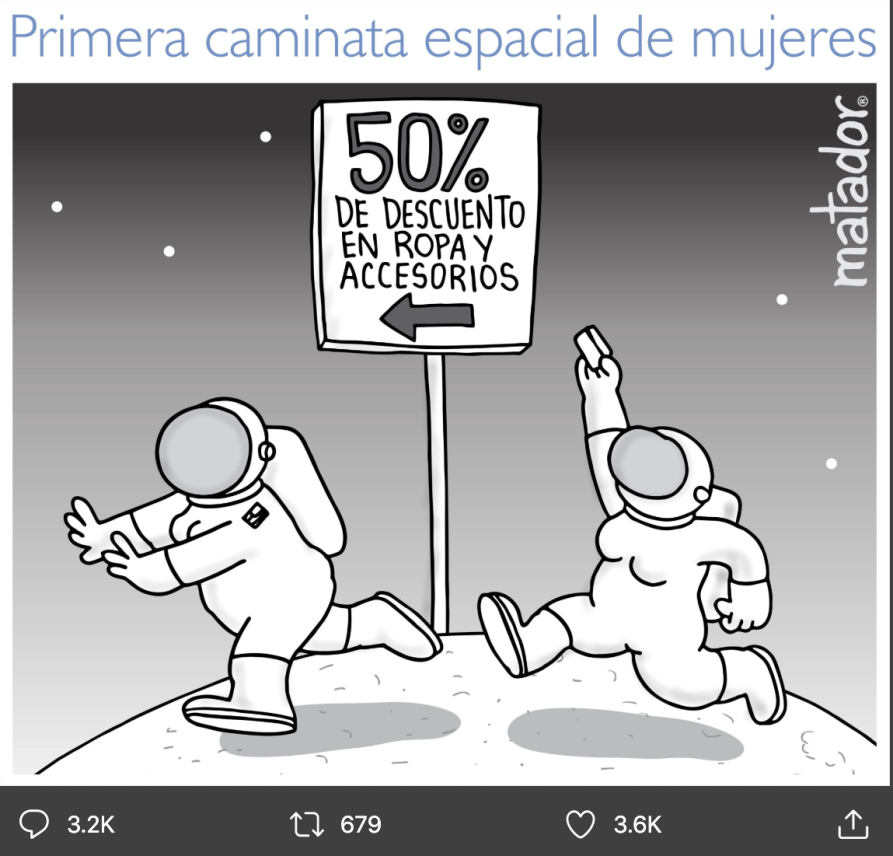 Primera caminata espacial de mujeres
matador®
50%
DE DESCUENTO
EN ROPA Y
ACCESORIOS
3.2K
679
3.6K